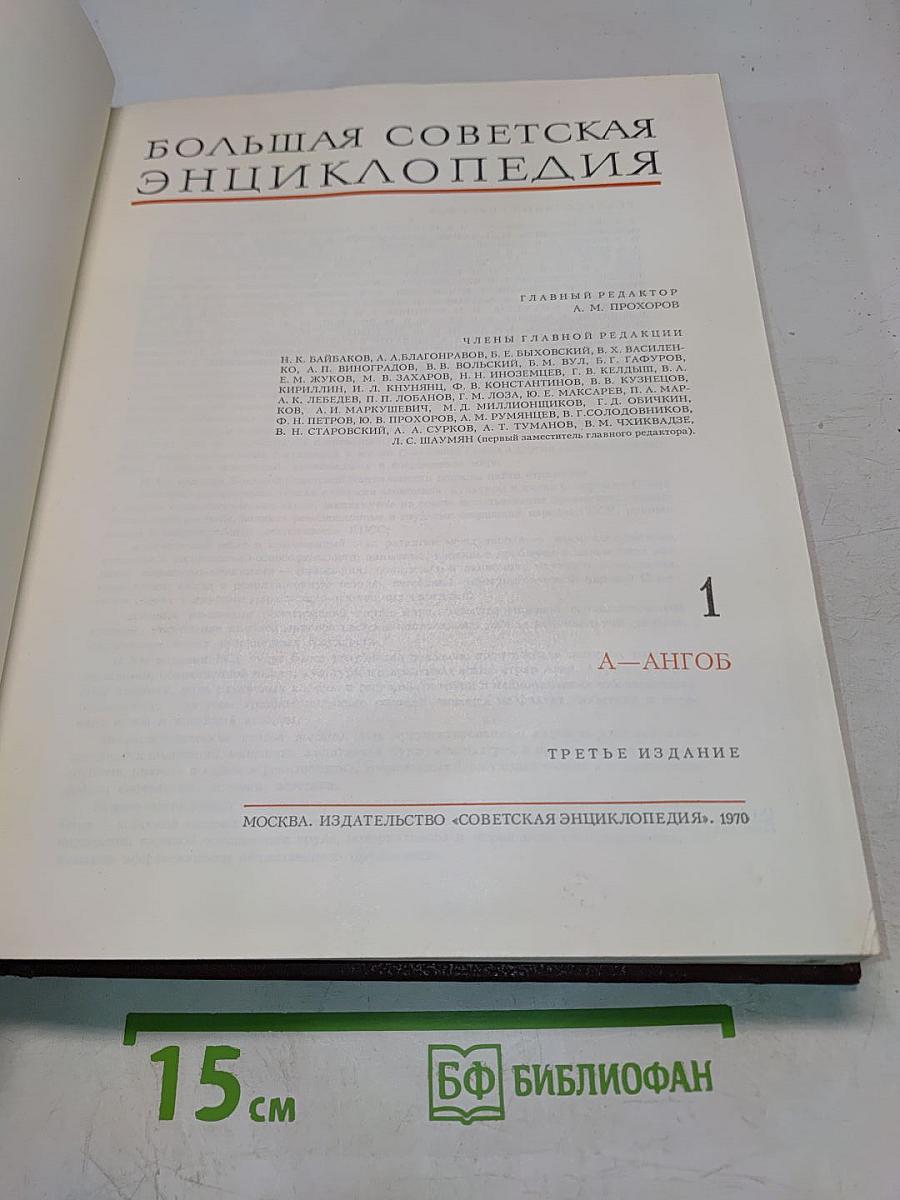 БОЛЬШАЯ СОВЕТСКАЯ
ЭНЦИКЛОПЕДИЯ
ГЛАВНЫЙ РЕДАКТОР
А. М. ПРОХОРОВ
ЧЛЕНЫ ГЛАВНОЙ РЕДАКЦИИ
Н. К. БАЙБАКОВ, А. А. БЛАГОНРАВОВ, Б. Е. БЫХОВСКИЙ, В. Х. ВАСИЛЕН-
КО, А. П. ВИНОГРАДОВ, В. В. ВОЛЬСКИЙ, Б. М. ВУЛ, Б. Г. ГАФУРОВ,
Е. М. ЖУКОВ, М. В. ЗАХАРОВ, Н. Н. ИНОЗЕМЦЕВ, Г. В. КЕЛДЫШ, В. А.
КИРИЛЛИН, И. Л. КНУНЯНЦ, Ф. В. КОНСТАНТИНОВ, В. В. КУЗНЕЦОВ,
А. К. ЛЕБЕДЕВ, П. П. ЛОБАНОВ, Г. М. ЛОЗА, Ю. Е. МАКСАРЕВ, П. А. МАР-
КОВ, А. И. МАРКУШЕВИЧ, М. Д. МИЛЛИОНЩИКОВ, Г. Д. ОБИЧКИН,
Ф. Н. ПЕТРОВ, Ю. В. ПРОХОРОВ, А. М. РУМЯНЦЕВ, В. Г. СОЛОДОВНИКОВ,
В. Н. СТАРОВСКИЙ, А. А. СУРКОВ, А. Т. ТУМАНОВ, В. М. ЧХИКВАДЗЕ,
Л. С. ШАУМЯН (первый заместитель главного редактора).
1
А—АНГОБ
ТРЕТЬЕ ИЗДАНИЕ
МОСКВА. ИЗДАТЕЛЬСТВО «СОВЕТСКАЯ ЭНЦИКЛОПЕДИЯ». 1970
15 см
БФ БИБЛИОФАН